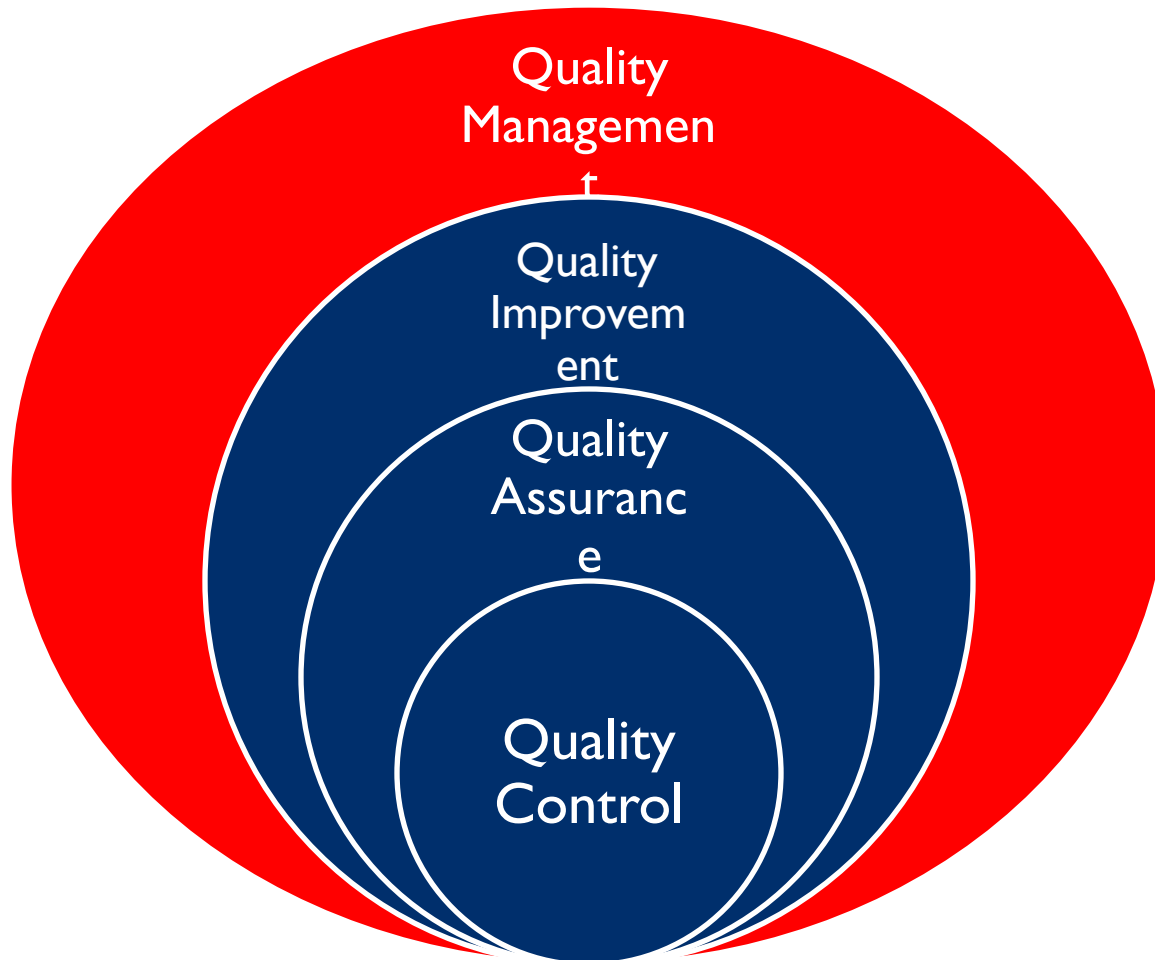 Quality
Managemen
t
Quality
Improvem
ent
Quality
Assuranc
e
Quality
Control